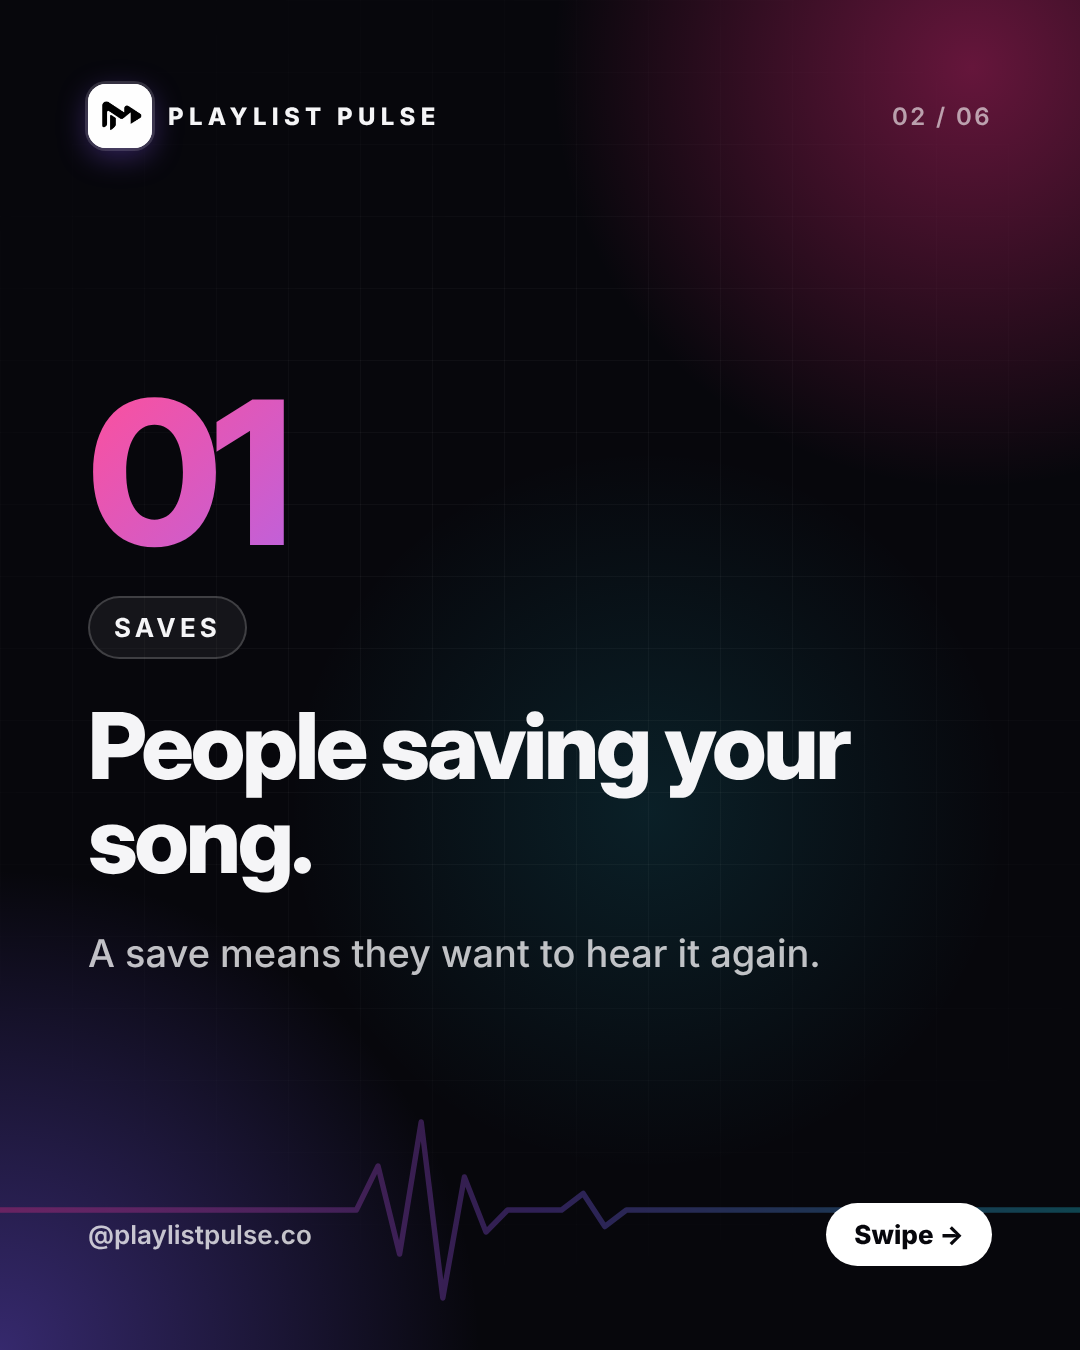 PLAYLIST PULSE
02 / 06
01
SAVES
People saving your
song.
A save means they want to hear it again.
@playlistpulse.co
Swipe →